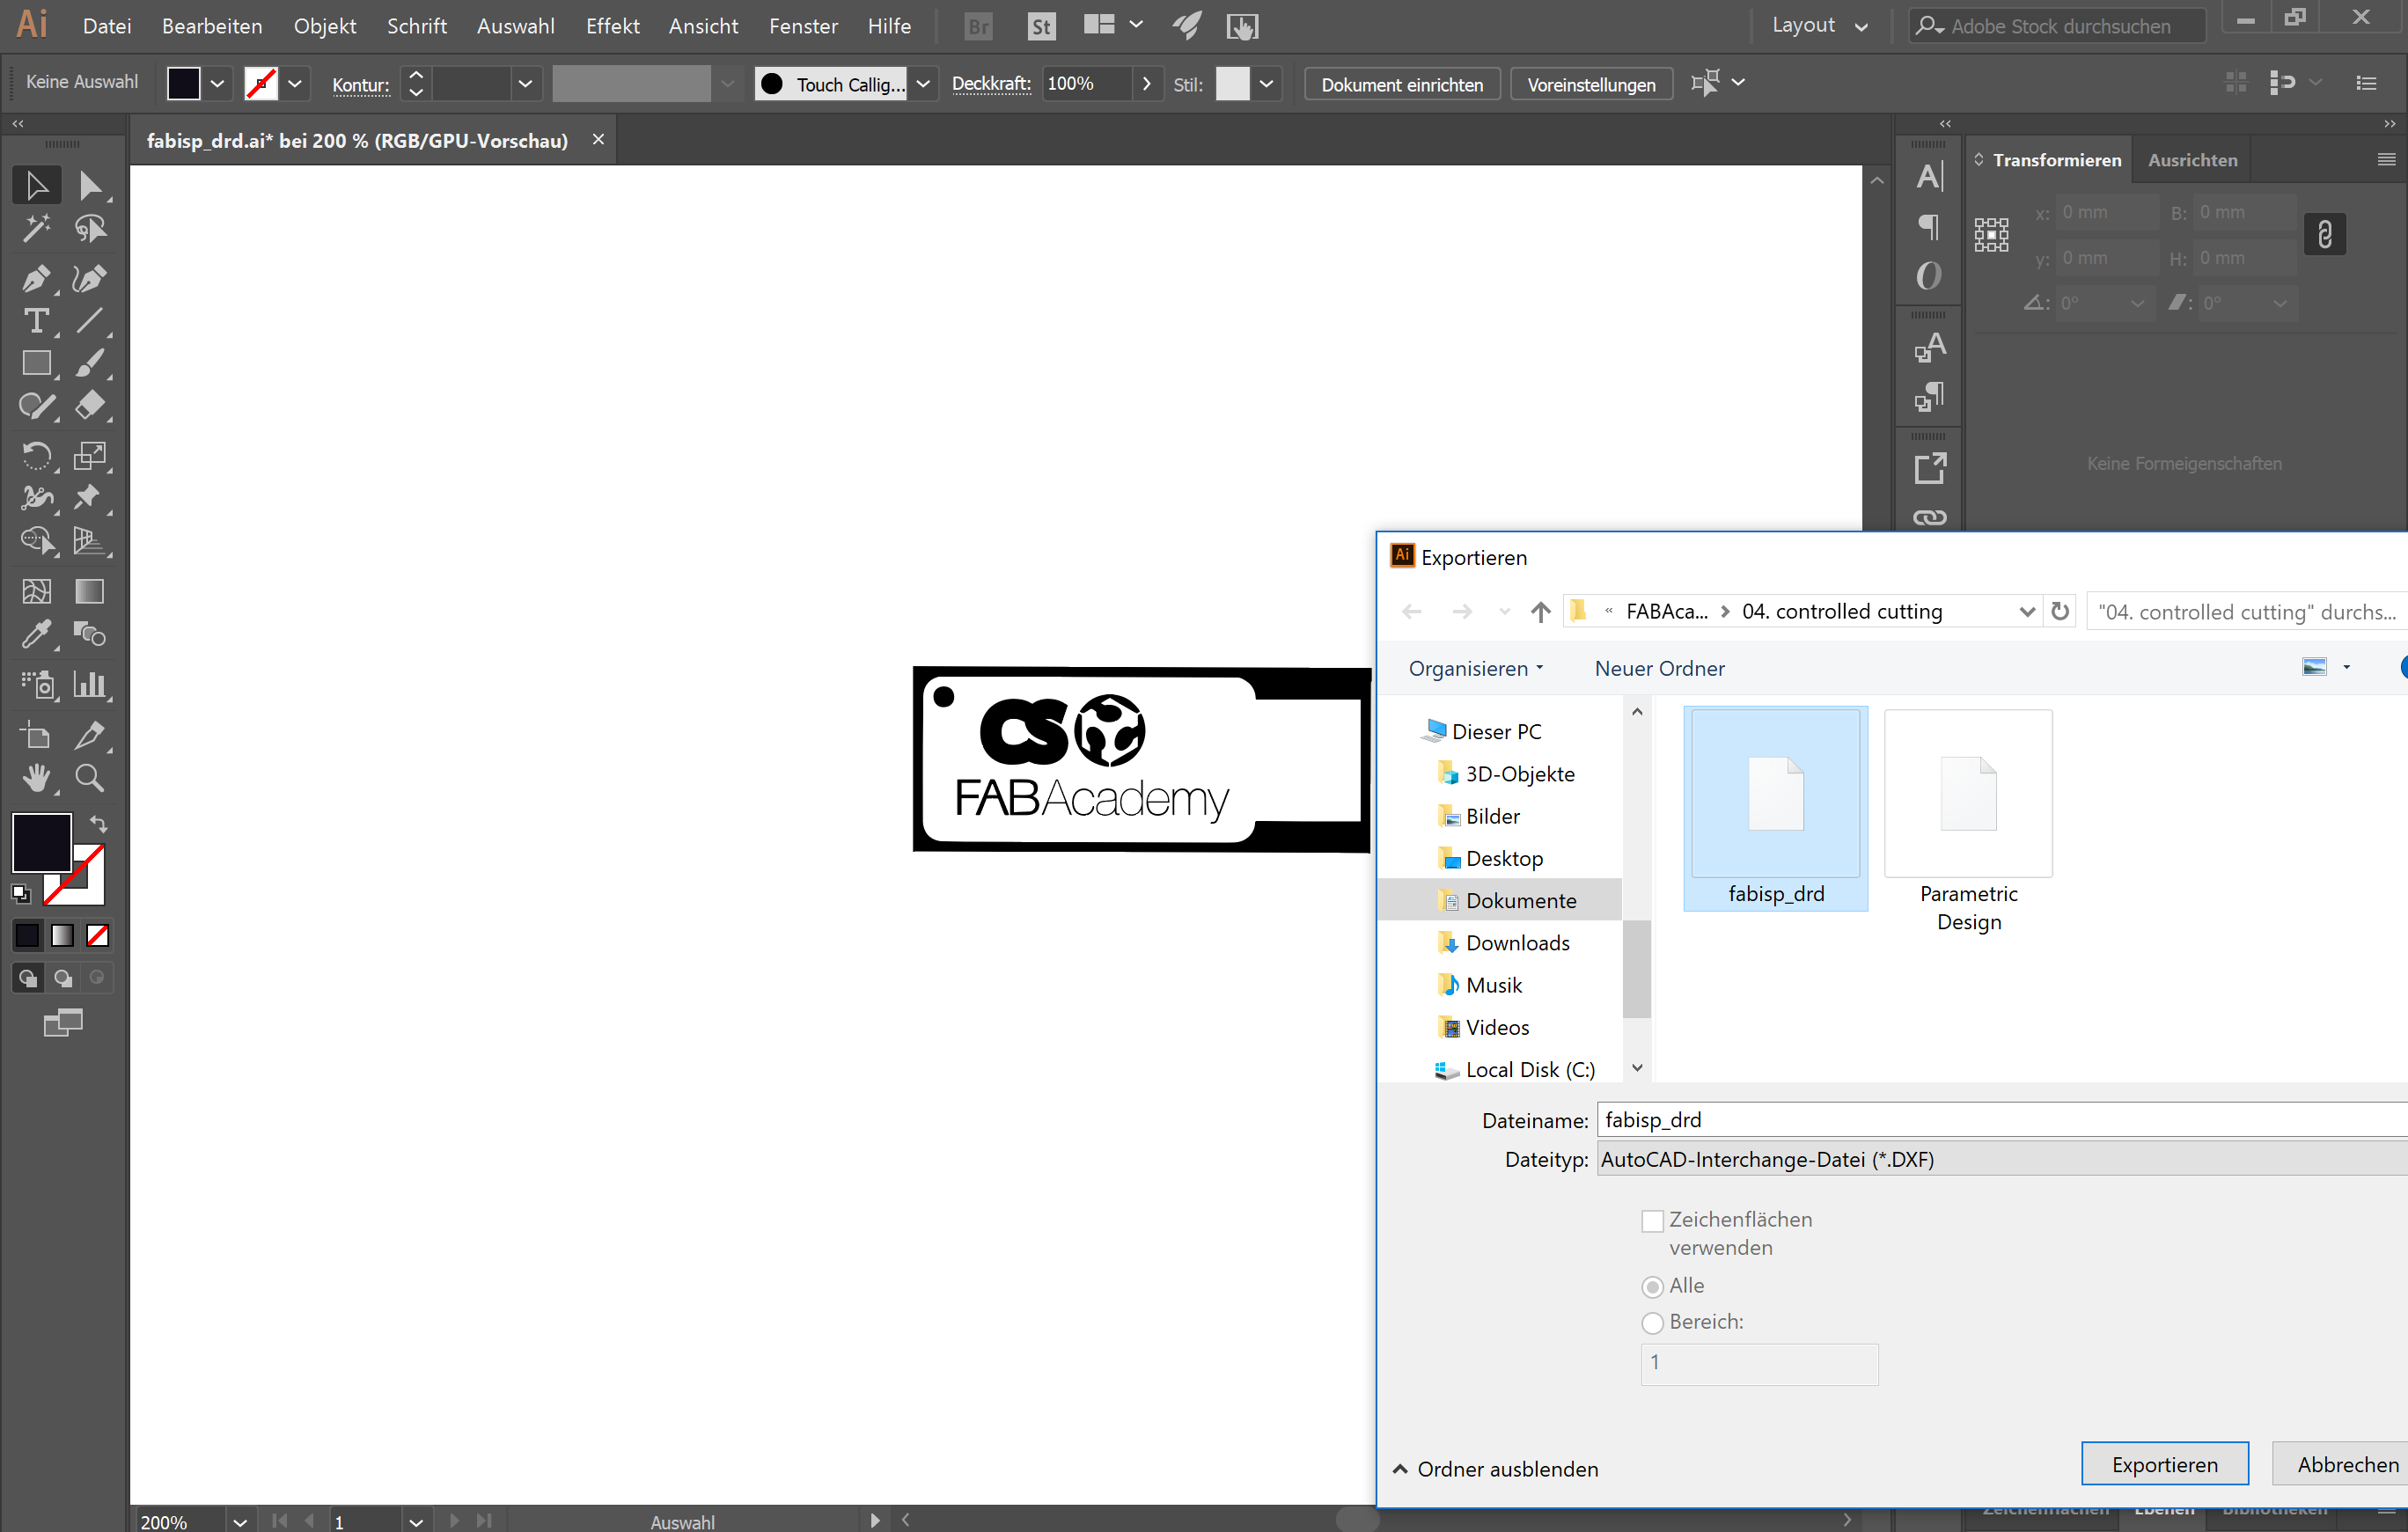 Ai Datei Bearbeiten Objekt Schrift Auswahl Effekt Ansicht Fenster Hilfe Br St Layout Adobe Stock durchsuchen
Keine Auswahl Kontur: Touch Callig... Deckkraft: 100% Stil: Dokument einrichten Voreinstellungen
fabisp_drd.ai* bei 200 % (RGB/GPU-Vorschau)
Transformieren Ausrichten
x: 0 mm B: 0 mm
y: 0 mm H: 0 mm
0° 0°
Keine Formeigenschaften
CS
FABAcademy
Ai Exportieren
« FABAca... 04. controlled cutting "04. controlled cutting" durchs...
Organisieren Neuer Ordner
Dieser PC
3D-Objekte
Bilder
Desktop
Dokumente
Downloads
Musik
Videos
Local Disk (C:)
fabisp_drd
Parametric
Design
Dateiname: fabisp_drd
Dateityp: AutoCAD-Interchange-Datei (*.DXF)
Zeichenflächen
verwenden
Alle
Bereich:
1
Ordner ausblenden Exportieren Abbrechen
Zeichenflächen Ebenen Bibliotheken
200% 1 Auswahl